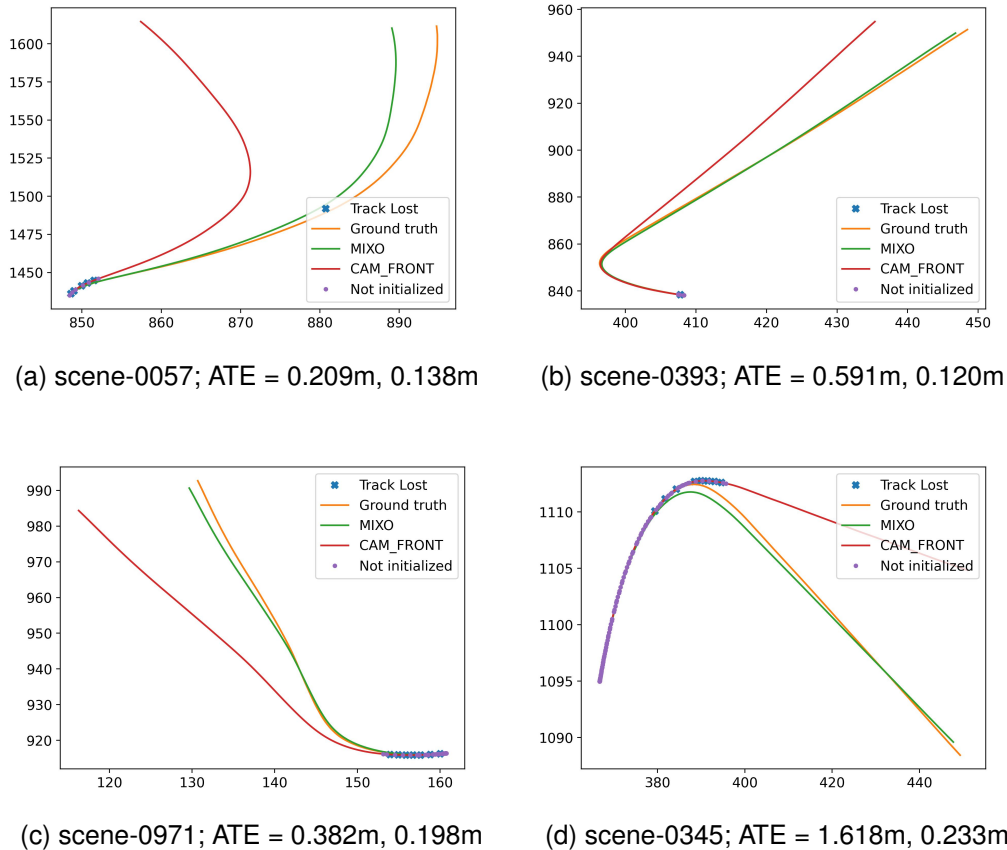 1600
1575
1550
1525
1500
1475
1450
850 860 870 880 890
Track Lost
Ground truth
MIXO
CAM_FRONT
Not initialized
(a) scene-0057; ATE = 0.209m, 0.138m
960
940
920
900
880
860
840
400 410 420 430 440 450
Track Lost
Ground truth
MIXO
CAM_FRONT
Not initialized
(b) scene-0393; ATE = 0.591m, 0.120m
990
980
970
960
950
940
930
920
120 130 140 150 160
Track Lost
Ground truth
MIXO
CAM_FRONT
Not initialized
(c) scene-0971; ATE = 0.382m, 0.198m
1110
1105
1100
1095
1090
380 400 420 440
Track Lost
Ground truth
MIXO
CAM_FRONT
Not initialized
(d) scene-0345; ATE = 1.618m, 0.233m